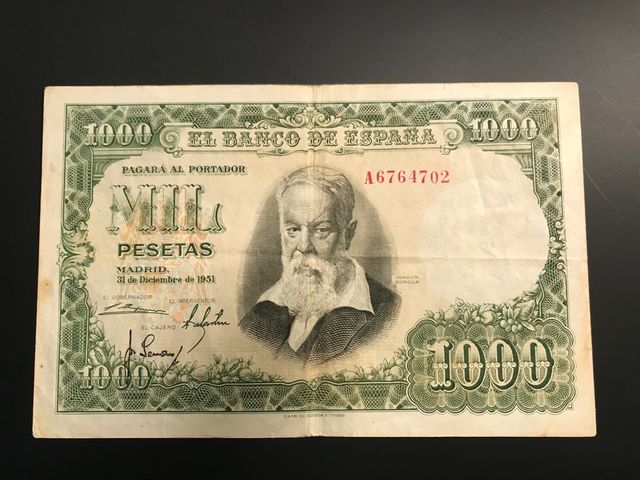 1000 EL BANCO DE ESPAÑA 1000
PAGARÁ AL PORTADOR
A6764702
MIL
PESETAS
MADRID,
31 de Diciembre de 1951
JOAQUIN
SOROLLA
EL GOBERNADOR EL INTERVENTOR
EL CAJERO
1000 1000